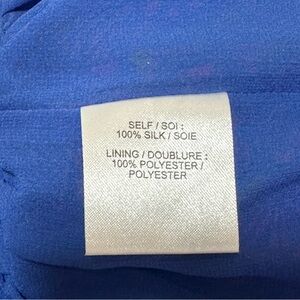 SELF / SOI :
100% SILK / SOIE
LINING / DOUBLURE :
100% POLYESTER /
POLYESTER